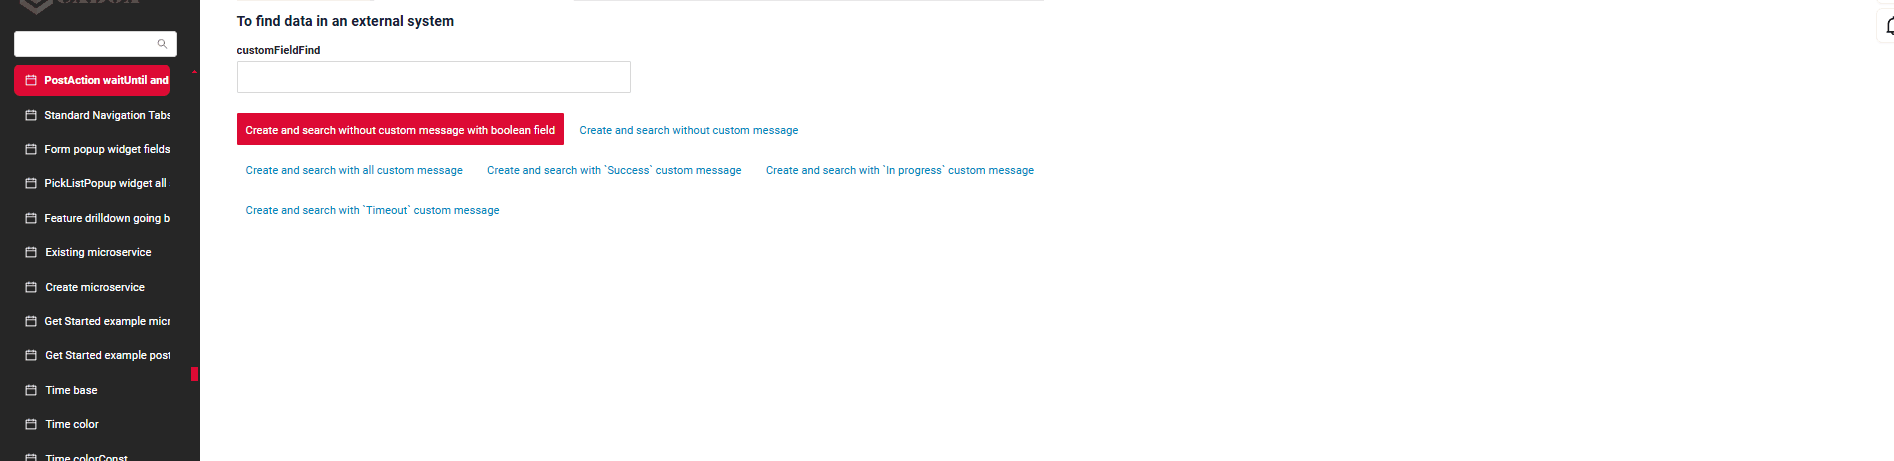 To find data in an external system
customFieldFind
Create and search without custom message with boolean field
Create and search without custom message
Create and search with all custom message
Create and search with `Success` custom message
Create and search with `In progress` custom message
Create and search with `Timeout` custom message
PostAction waitUntil and
Standard Navigation Tabs
Form popup widget fields
PickListPopup widget all
Feature drilldown going b
Existing microservice
Create microservice
Get Started example micr
Get Started example post
Time base
Time color
Time colorConst